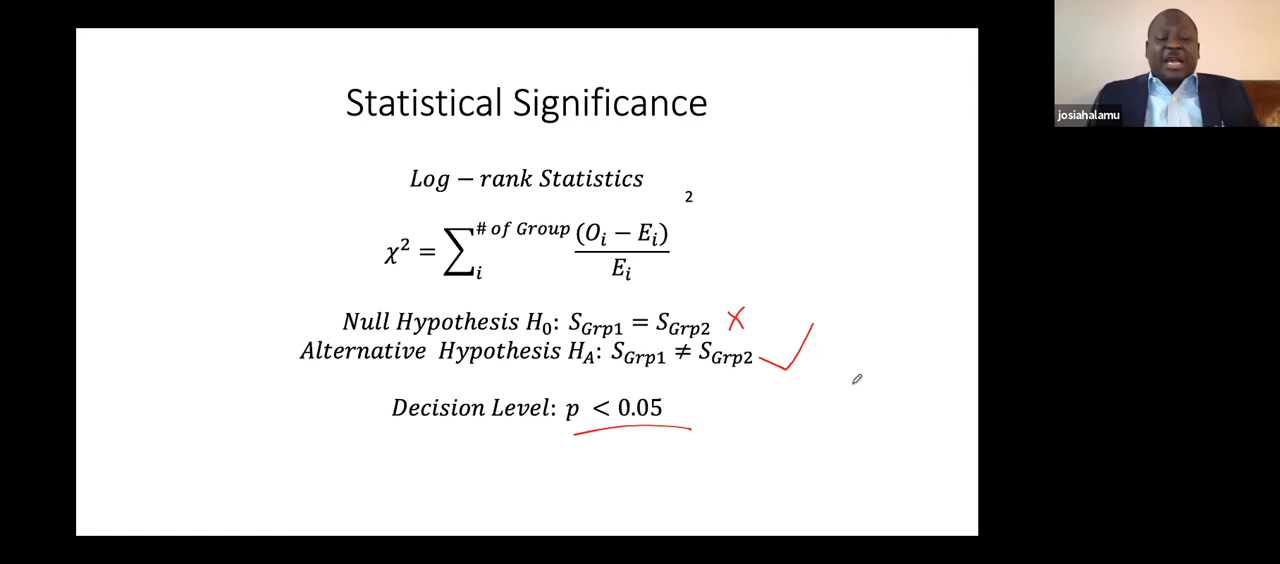 Statistical Significance
josiahalamu
Log − rank Statistics
χ² = ∑ᵢ^# of Group (Oᵢ − Eᵢ) / Eᵢ ²
Null Hypothesis H₀: S_Grp1 = S_Grp2 ✗
Alternative Hypothesis H_A: S_Grp1 ≠ S_Grp2 ✓
Decision Level: p < 0.05